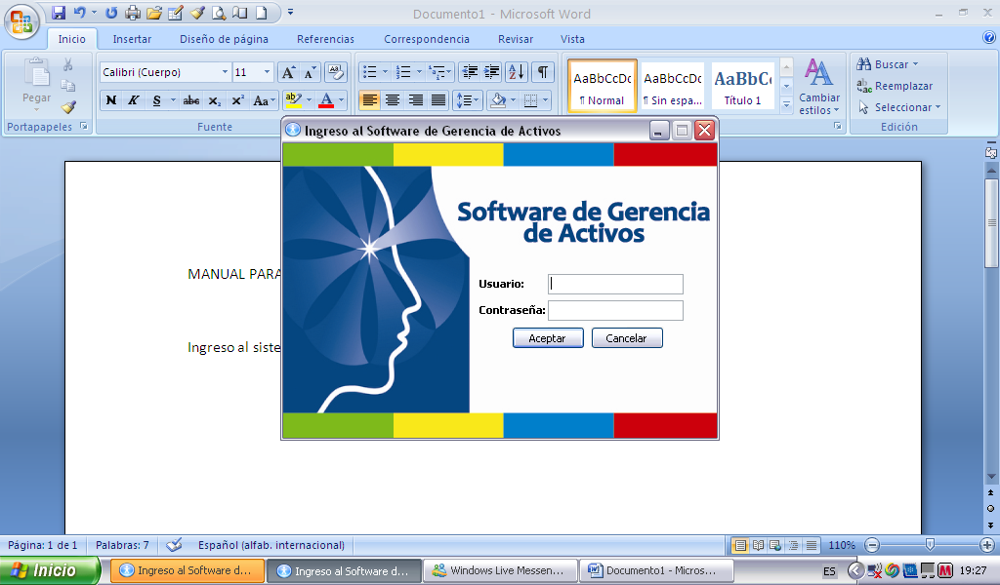 Documento1 - Microsoft Word
Inicio Insertar Diseño de página Referencias Correspondencia Revisar Vista
Pegar
Calibri (Cuerpo) 11
N K S abe x₂ x² Aa
AaBbCcDc AaBbCcDc AaBbC
¶ Normal ¶ Sin espa... Título 1
Cambiar estilos
Buscar
Reemplazar
Seleccionar
Portapapeles Fuente Edición
Ingreso al Software de Gerencia de Activos
Software de Gerencia
de Activos
Usuario:
Contraseña:
Aceptar Cancelar
MANUAL PARA
Ingreso al siste
Página: 1 de 1 Palabras: 7 Español (alfab. internacional) 110%
Inicio Ingreso al Software d... Ingreso al Software d... Windows Live Messen... Documento1 - Micros... ES 19:27